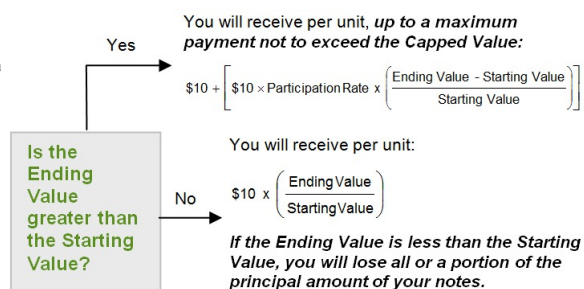 You will receive per unit, up to a maximum
payment not to exceed the Capped Value:
Yes
$10 + [ $10 × Participation Rate x ( Ending Value - Starting Value / Starting Value ) ]
Is the
Ending
Value
greater than
the Starting
Value?
You will receive per unit:
No
$10 x ( Ending Value / Starting Value )
If the Ending Value is less than the Starting
Value, you will lose all or a portion of the
principal amount of your notes.